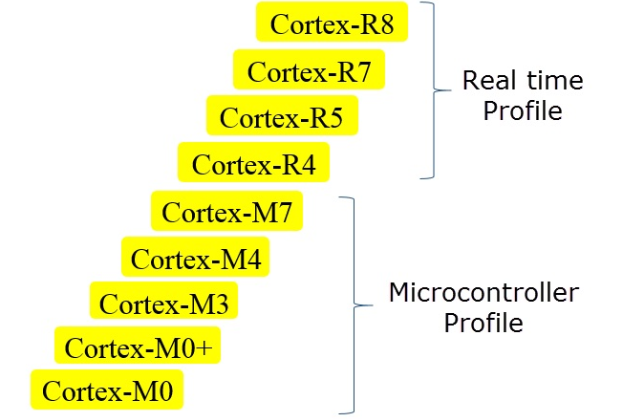 Cortex-R8
Cortex-R7
Cortex-R5
Cortex-R4
Real time
Profile
Cortex-M7
Cortex-M4
Cortex-M3
Cortex-M0+
Cortex-M0
Microcontroller
Profile